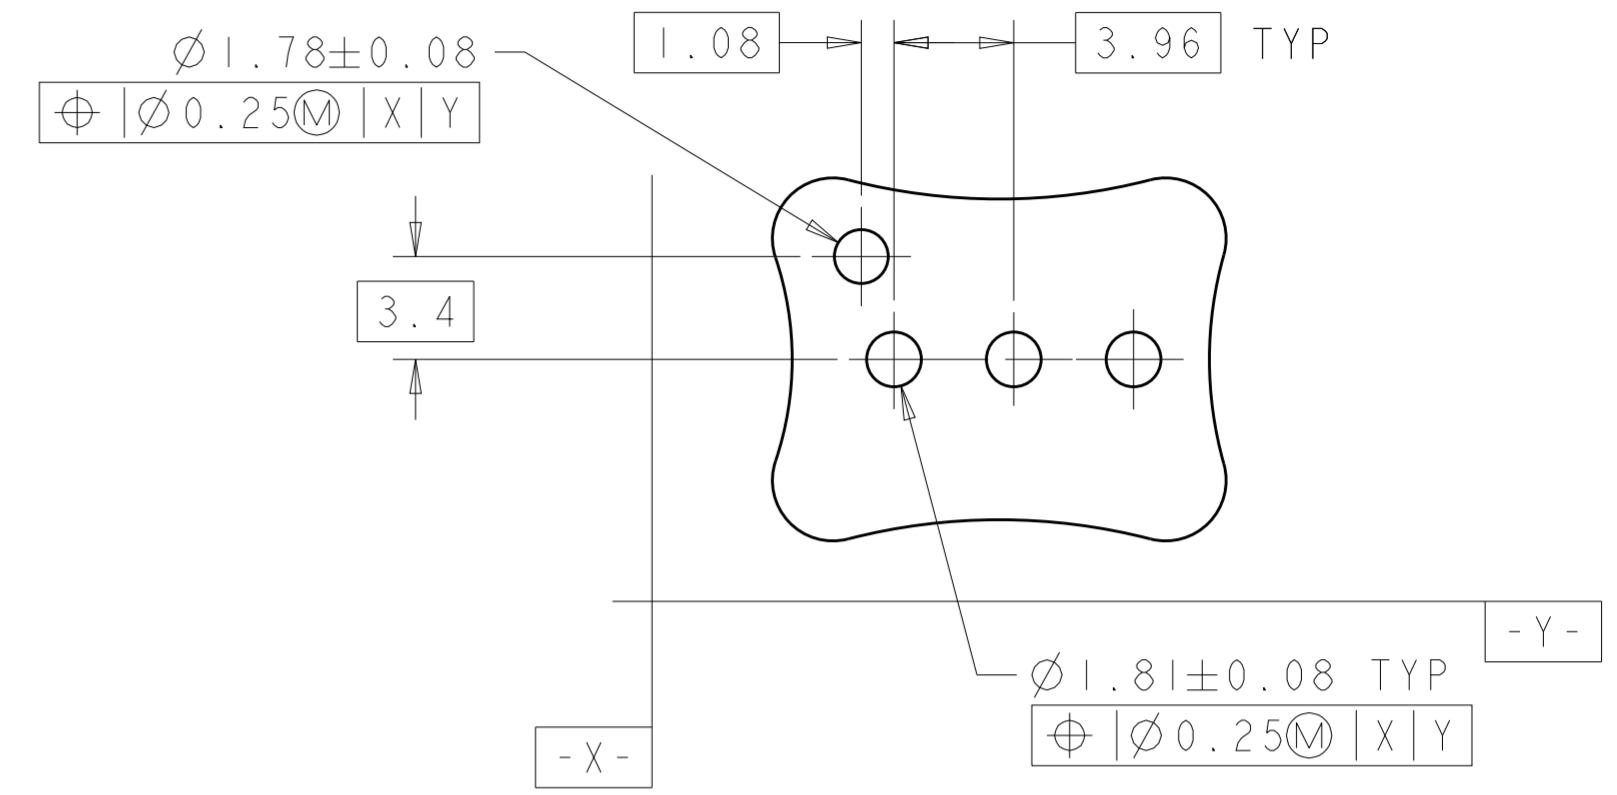 1.08
3.96 TYP
Ø1.78±0.08
⌖ Ø0.25Ⓜ X Y
3.4
-Y-
Ø1.81±0.08 TYP
⌖ Ø0.25Ⓜ X Y
-X-